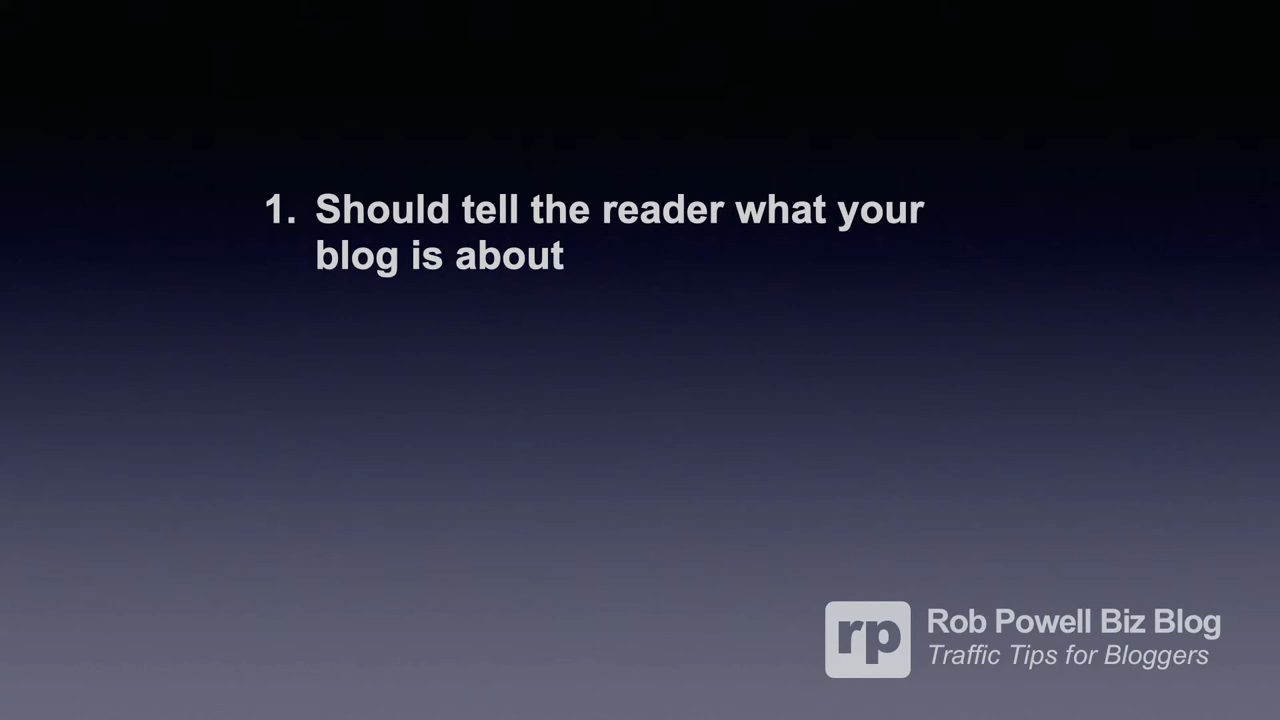 1. Should tell the reader what your
blog is about
rp
Rob Powell Biz Blog
Traffic Tips for Bloggers